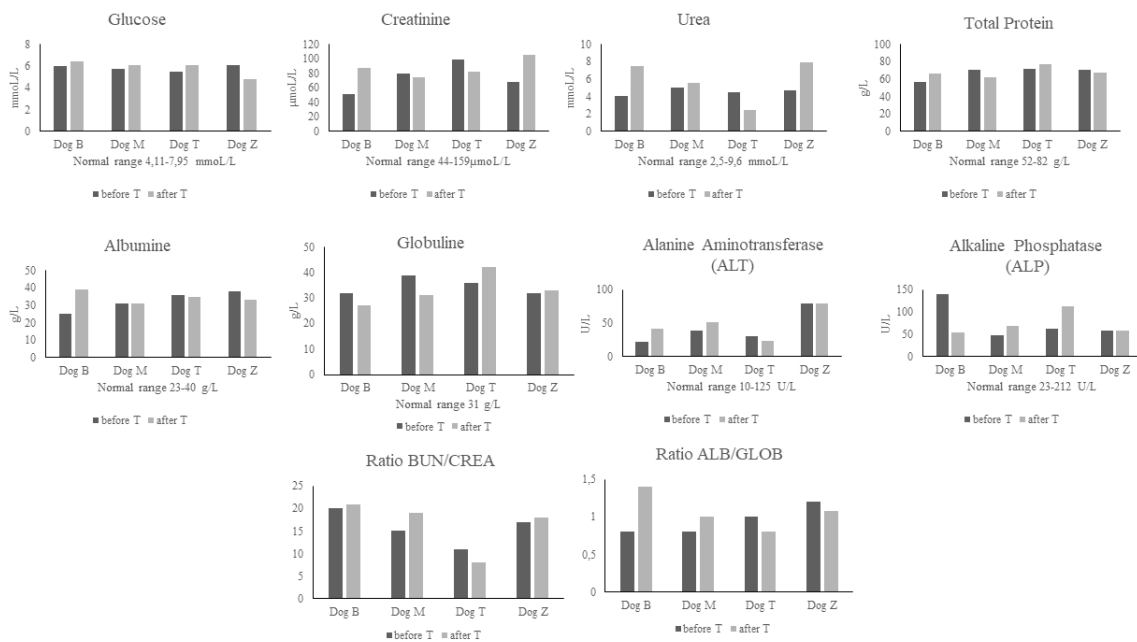 Glucose
8
6
4
2
0
mmoL/L
Dog B Dog M Dog T Dog Z
Normal range 4,11-7,95 mmoL/L
before T after T
Creatinine
120
100
80
60
40
20
0
µmoL/L
Dog B Dog M Dog T Dog Z
Normal range 44-159µmoL/L
before T after T
Urea
10
8
6
4
2
0
mmoL/L
Dog B Dog M Dog T Dog Z
Normal range 2,5-9,6 mmoL/L
before T after T
Total Protein
100
80
60
40
20
0
g/L
Dog B Dog M Dog T Dog Z
Normal range 52-82 g/L
before T after T
Albumine
50
40
30
20
10
0
g/L
Dog B Dog M Dog T Dog Z
Normal range 23-40 g/L
before T after T
Globuline
50
40
30
20
10
0
g/L
Dog B Dog M Dog T Dog Z
Normal range 31 g/L
before T after T
Alanine Aminotransferase
(ALT)
100
50
0
U/L
Dog B Dog M Dog T Dog Z
Normal range 10-125 U/L
before T after T
Alkaline Phosphatase
(ALP)
150
100
50
0
U/L
Dog B Dog M Dog T Dog Z
Normal range 23-212 U/L
before T after T
Ratio BUN/CREA
25
20
15
10
5
0
Dog B Dog M Dog T Dog Z
before T after T
Ratio ALB/GLOB
1,5
1
0,5
0
Dog B Dog M Dog T Dog Z
before T after T